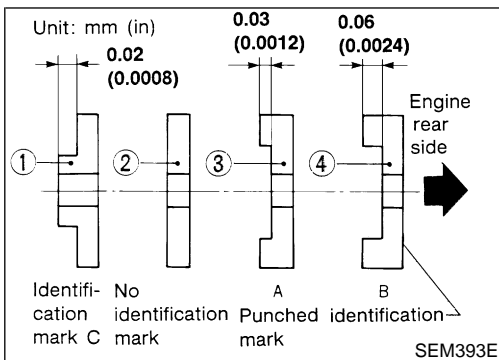 Unit: mm (in)
0.02
(0.0008)
0.03
(0.0012)
0.06
(0.0024)
Engine
rear
side
1
2
3
4
Identifi-
cation
mark C
No
identification
mark
A
B
Punched identification
mark
SEM393E